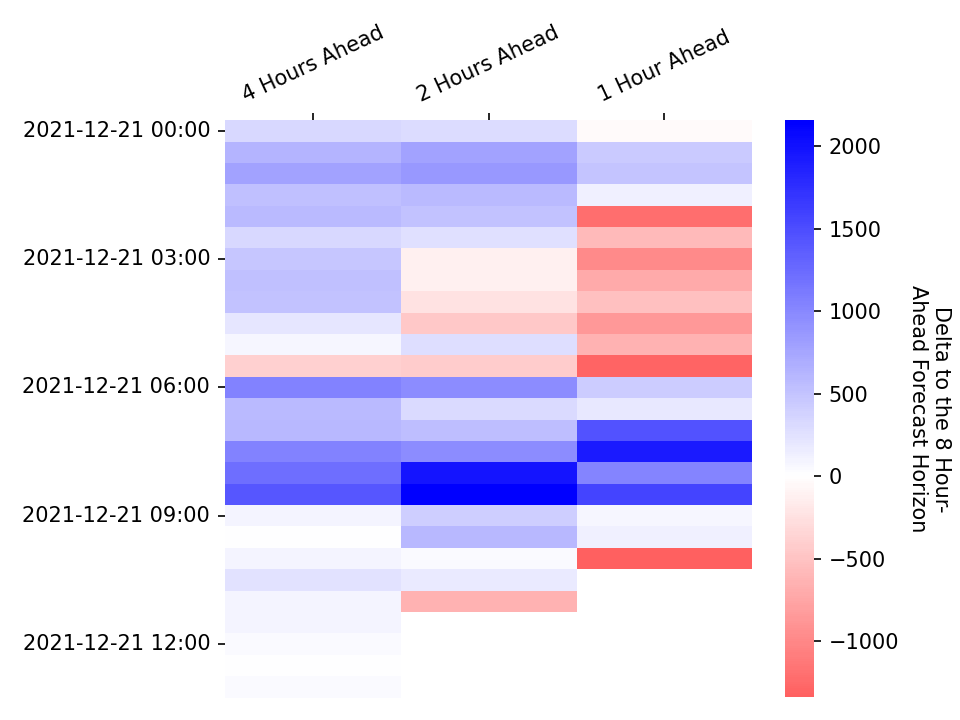 4 Hours Ahead
2 Hours Ahead
1 Hour Ahead
2021-12-21 00:00
2021-12-21 03:00
2021-12-21 06:00
2021-12-21 09:00
2021-12-21 12:00
2000
1500
1000
500
0
−500
−1000
Delta to the 8 Hour-
Ahead Forecast Horizon